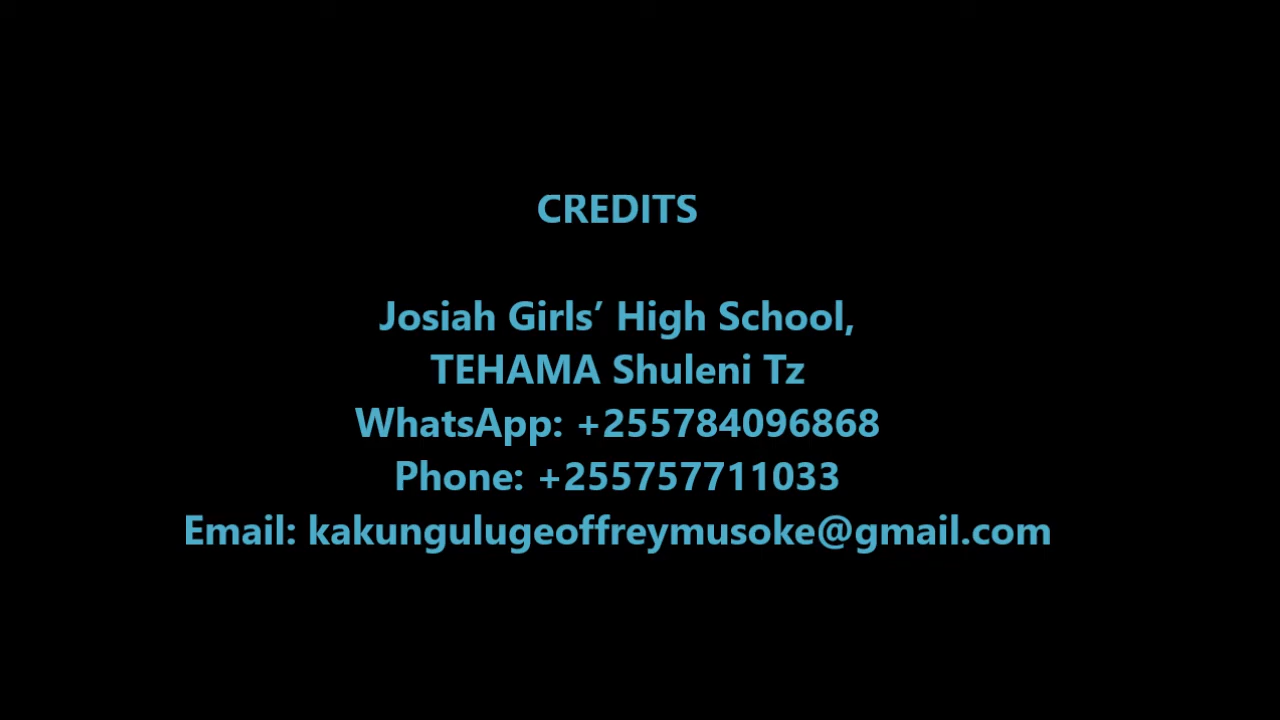 CREDITS
Josiah Girls’ High School,
TEHAMA Shuleni Tz
WhatsApp: +255784096868
Phone: +255757711033
Email: kakungulugeoffreymusoke@gmail.com